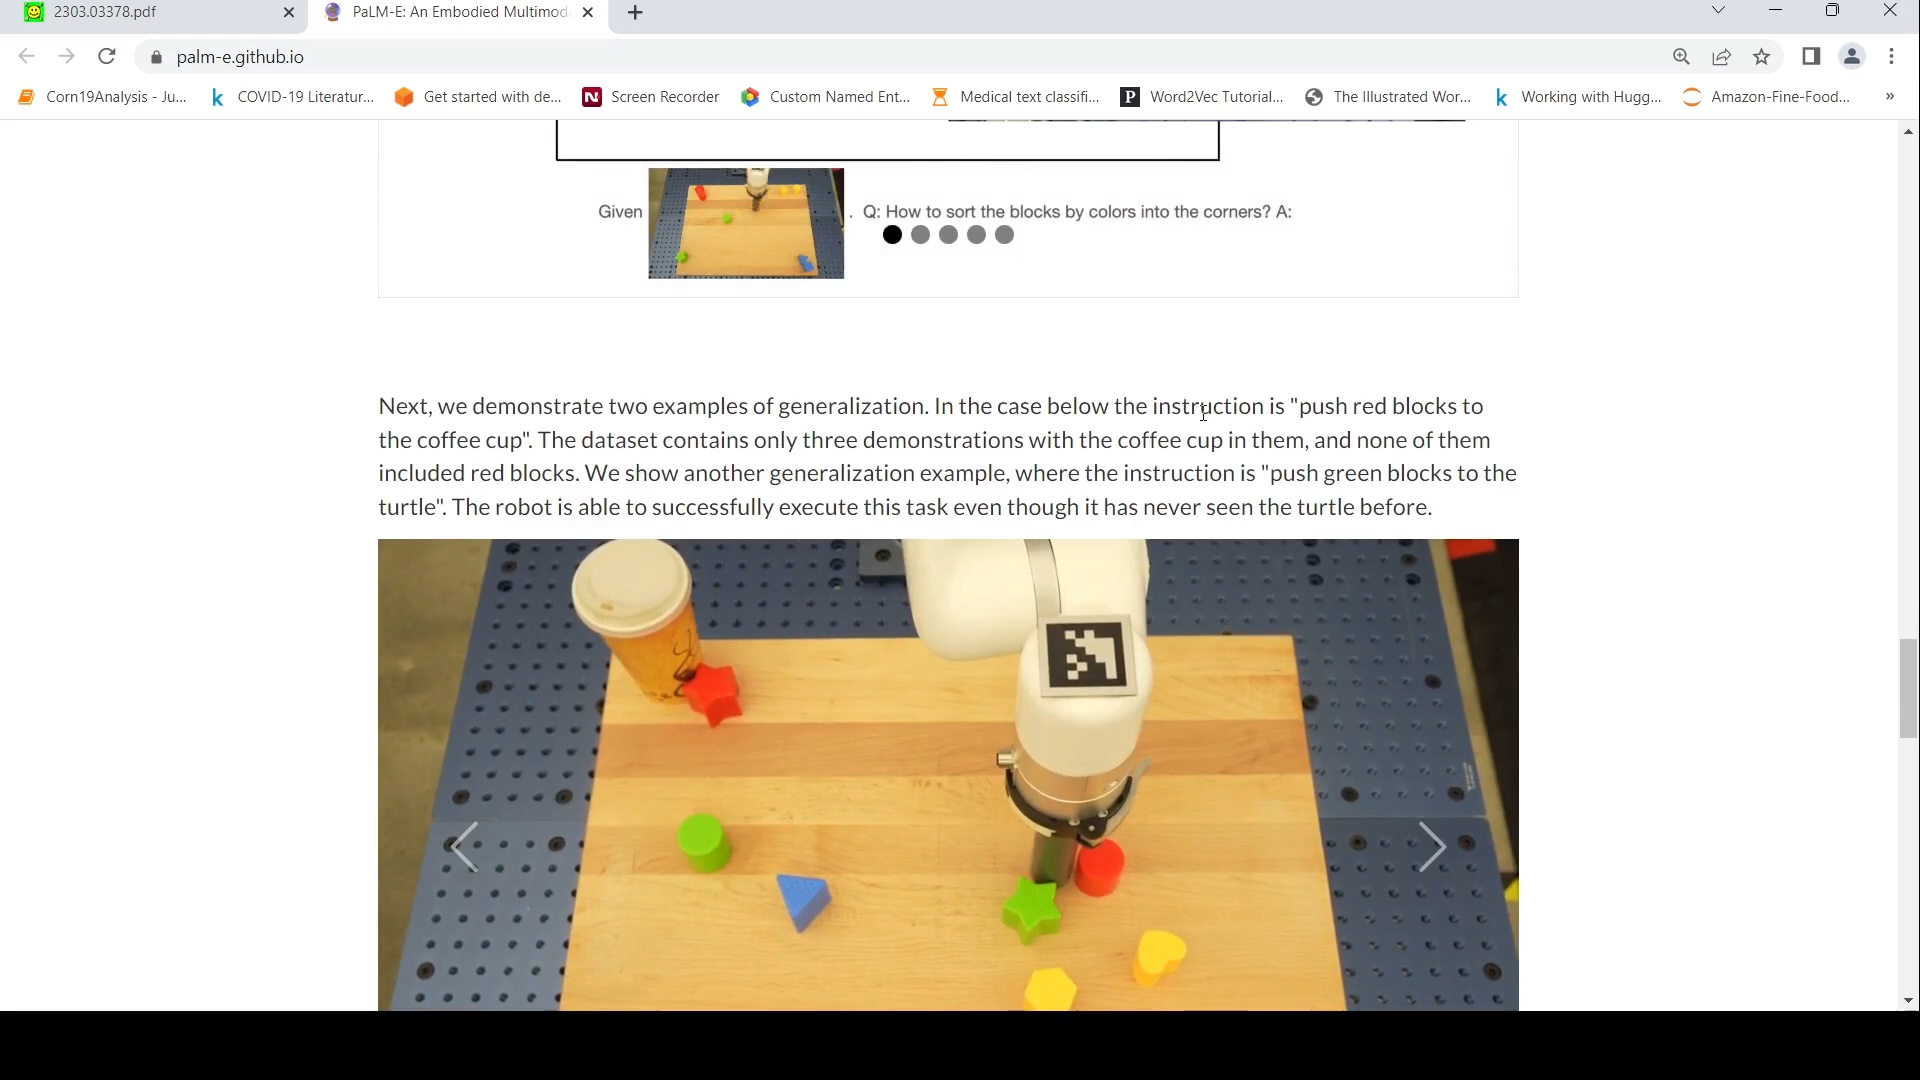 2303.03378.pdf
PaLM-E: An Embodied Multimod
palm-e.github.io
Corn19Analysis - Ju...
COVID-19 Literatur...
Get started with de...
Screen Recorder
Custom Named Ent...
Medical text classifi...
Word2Vec Tutorial...
The Illustrated Wor...
Working with Hugg...
Amazon-Fine-Food...
»
Given . Q: How to sort the blocks by colors into the corners? A:
Next, we demonstrate two examples of generalization. In the case below the instruction is "push red blocks to
the coffee cup". The dataset contains only three demonstrations with the coffee cup in them, and none of them
included red blocks. We show another generalization example, where the instruction is "push green blocks to the
turtle". The robot is able to successfully execute this task even though it has never seen the turtle before.